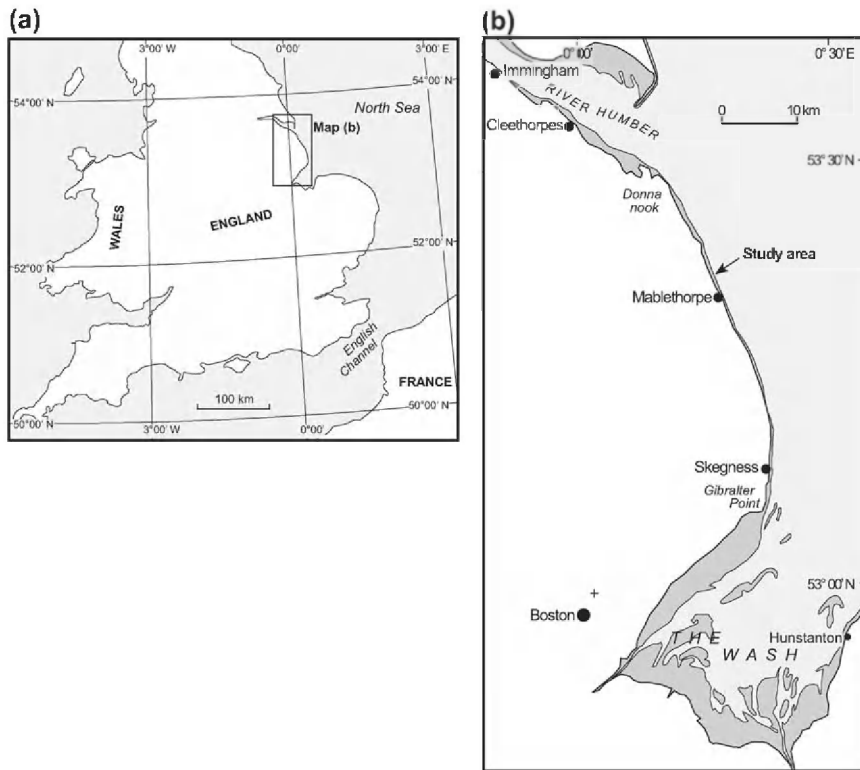 (a)
3°00' W
0°00'
3°00' E
54°00' N
54°00' N
North Sea
Map (b)
WALES
ENGLAND
52°00' N
52°00' N
English
Channel
FRANCE
100 km
50°00' N
50°00' N
3°00' W
0°00'
(b)
0°00'
0°30'E
Immingham
RIVER HUMBER
0 10km
Cleethorpes
53°30'N
Donna
nook
Study area
Mablethorpe
Skegness
Gibralter
Point
53°00'N
Boston
THE
WASH
Hunstanton